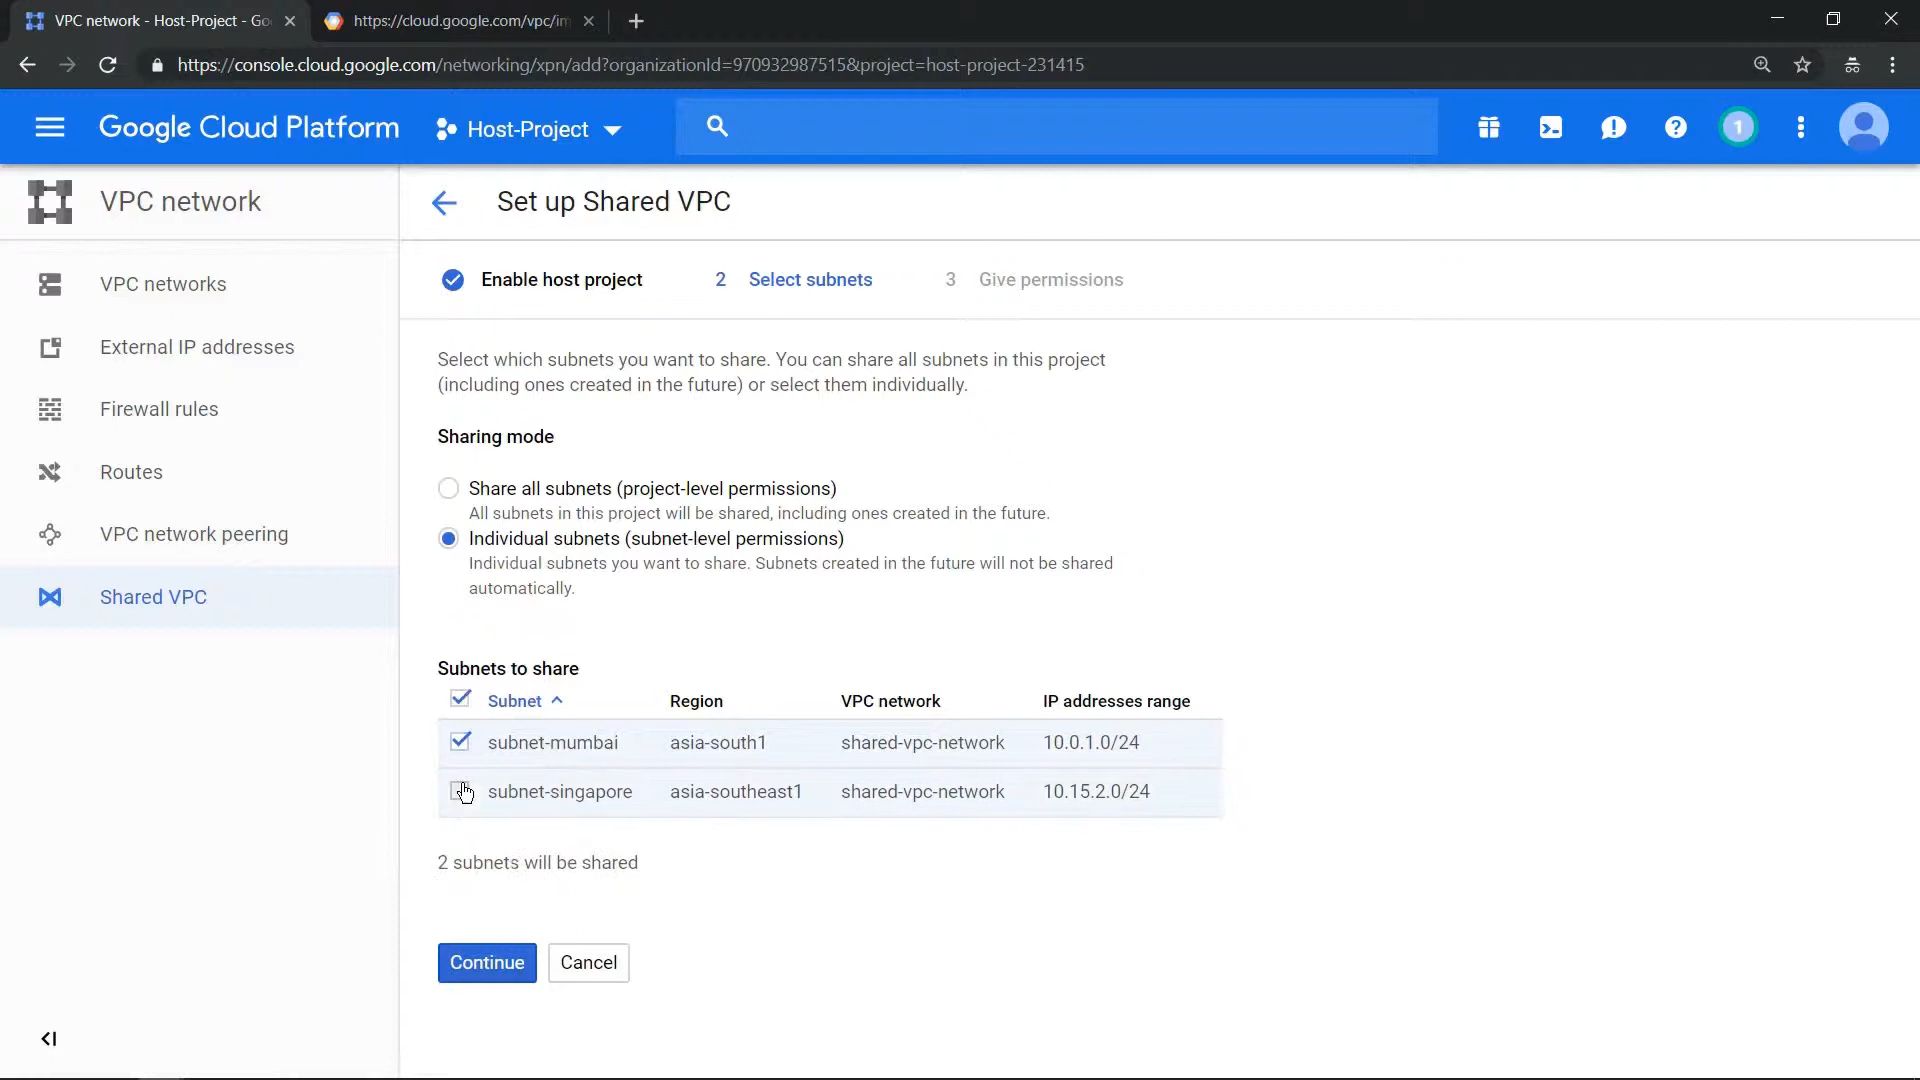 VPC network - Host-Project - Go
https://cloud.google.com/vpc/im
https://console.cloud.google.com/networking/xpn/add?organizationId=970932987515&project=host-project-231415
Google Cloud Platform
Host-Project
1
VPC network
Set up Shared VPC
VPC networks
External IP addresses
Firewall rules
Routes
VPC network peering
Shared VPC
Enable host project
2 Select subnets
3 Give permissions
Select which subnets you want to share. You can share all subnets in this project
(including ones created in the future) or select them individually.
Sharing mode
Share all subnets (project-level permissions)
All subnets in this project will be shared, including ones created in the future.
Individual subnets (subnet-level permissions)
Individual subnets you want to share. Subnets created in the future will not be shared
automatically.
Subnets to share
Subnet Region VPC network IP addresses range
subnet-mumbai asia-south1 shared-vpc-network 10.0.1.0/24
subnet-singapore asia-southeast1 shared-vpc-network 10.15.2.0/24
2 subnets will be shared
Continue Cancel